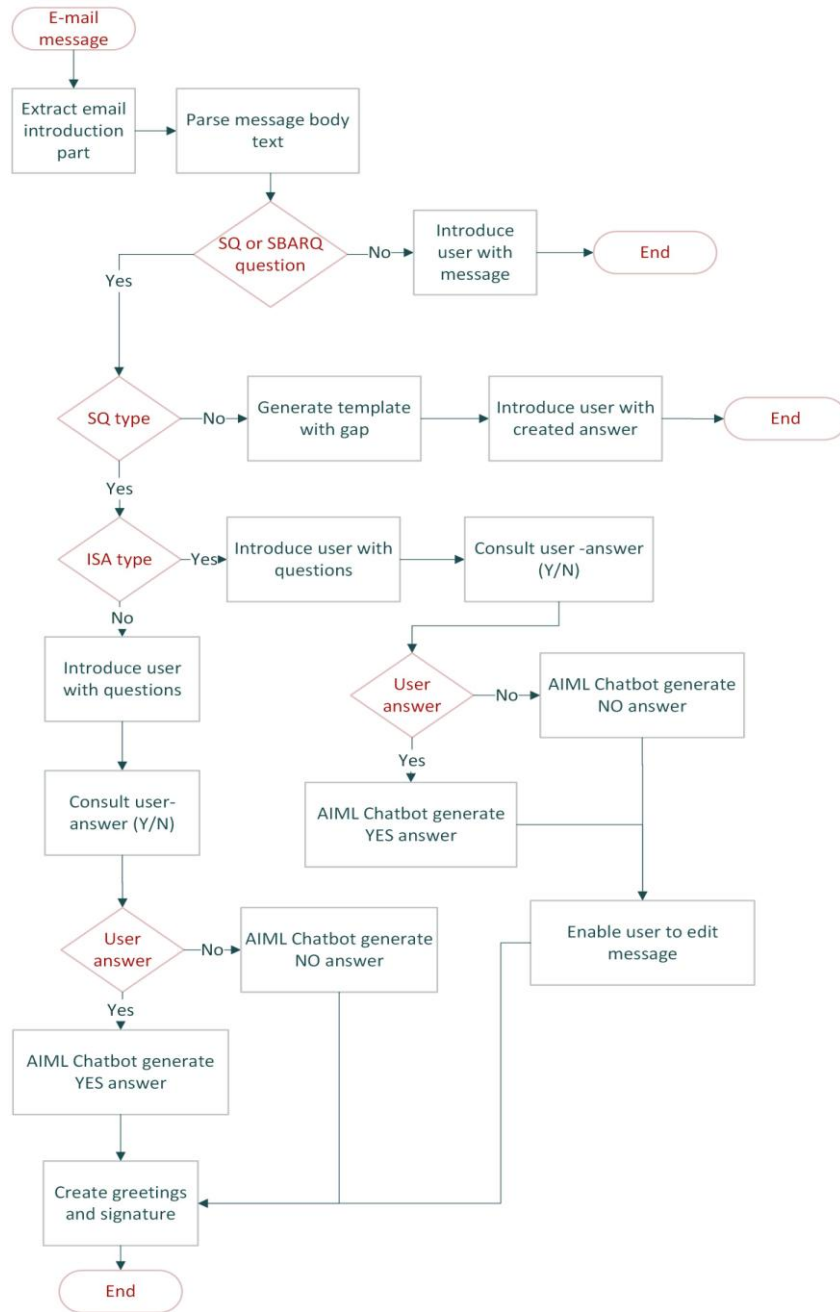 E-mail
message
Extract email
introduction
part
Parse message body
text
SQ or SBARQ
question
No
Introduce
user with
message
End
Yes
SQ type
No
Generate template
with gap
Introduce user with
created answer
End
Yes
ISA type
Yes
Introduce user with
questions
Consult user -answer
(Y/N)
No
Introduce user
with questions
User
answer
No
AIML Chatbot generate
NO answer
Yes
Consult user-
answer (Y/N)
AIML Chatbot generate
YES answer
User
answer
No
AIML Chatbot generate
NO answer
Enable user to edit
message
Yes
AIML Chatbot generate
YES answer
Create greetings
and signature
End